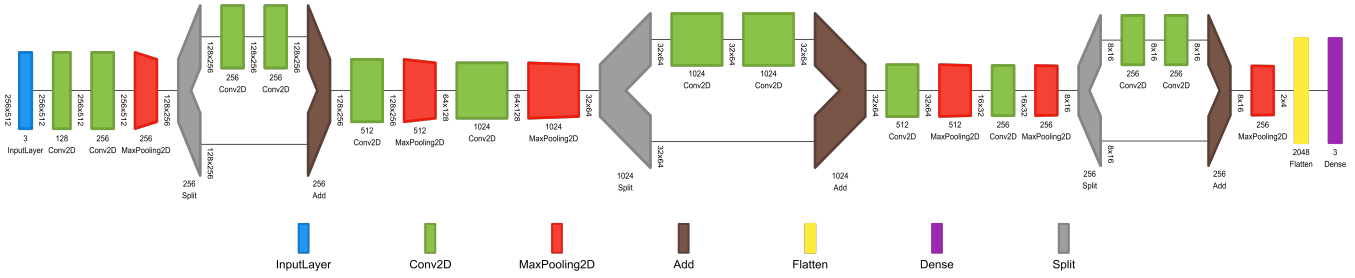 256x512
3
InputLayer
256x512
128
Conv2D
256x512
256
Conv2D
256x512
256
MaxPooling2D
128x256
256
Split
128x256
256
Conv2D
128x256
256
Conv2D
128x256
128x256
256
Add
128x256
512
Conv2D
128x256
512
MaxPooling2D
64x128
1024
Conv2D
64x128
1024
MaxPooling2D
32x64
1024
Split
32x64
1024
Conv2D
32x64
1024
Conv2D
32x64
32x64
1024
Add
32x64
512
Conv2D
32x64
512
MaxPooling2D
16x32
256
Conv2D
16x32
256
MaxPooling2D
8x16
256
Split
8x16
256
Conv2D
8x16
256
Conv2D
8x16
8x16
256
Add
8x16
256
MaxPooling2D
2x4
2048
Flatten
3
Dense
InputLayer
Conv2D
MaxPooling2D
Add
Flatten
Dense
Split